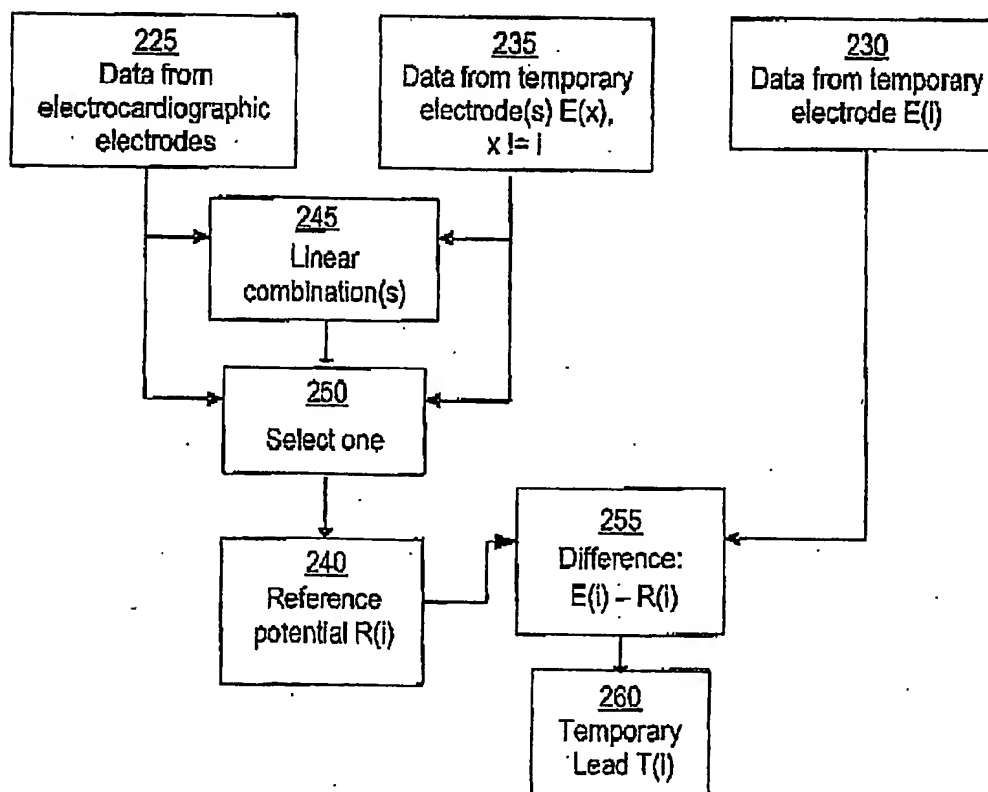 225
Data from
electrocardiographic
electrodes
235
Data from temporary
electrode(s) E(x),
x != i
230
Data from temporary
electrode E(i)
245
Linear
combination(s)
250
Select one
240
Reference
potential R(i)
255
Difference:
E(i) – R(i)
260
Temporary
Lead T(i)